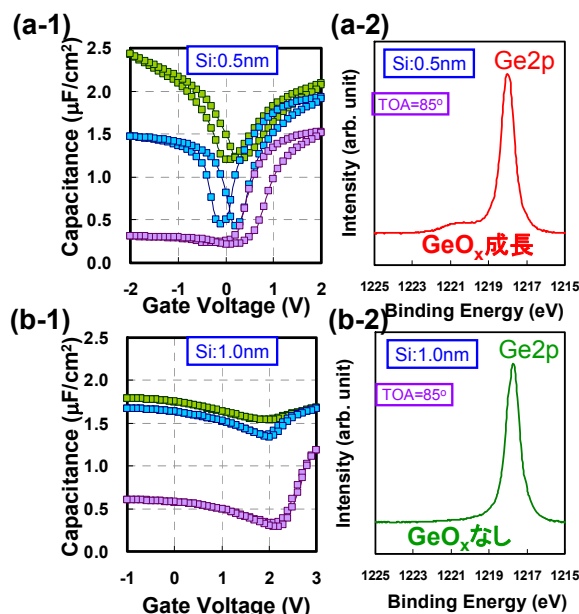 (a-1)
Si:0.5nm
Capacitance (μF/cm²)
2.5
2.0
1.5
1.0
0.5
0.0
-2 -1 0 1 2
Gate Voltage (V)
(a-2)
Si:0.5nm
Ge2p
TOA=85º
GeOₓ成長
Intensity (arb. unit)
1225 1223 1221 1219 1217 1215
Binding Energy (eV)
(b-1)
Si:1.0nm
Capacitance (μF/cm²)
2.5
2.0
1.5
1.0
0.5
0.0
-1 0 1 2 3
Gate Voltage (V)
(b-2)
Si:1.0nm
Ge2p
TOA=85º
GeOₓなし
Intensity (arb. unit)
1225 1223 1221 1219 1217 1215
Binding Energy (eV)